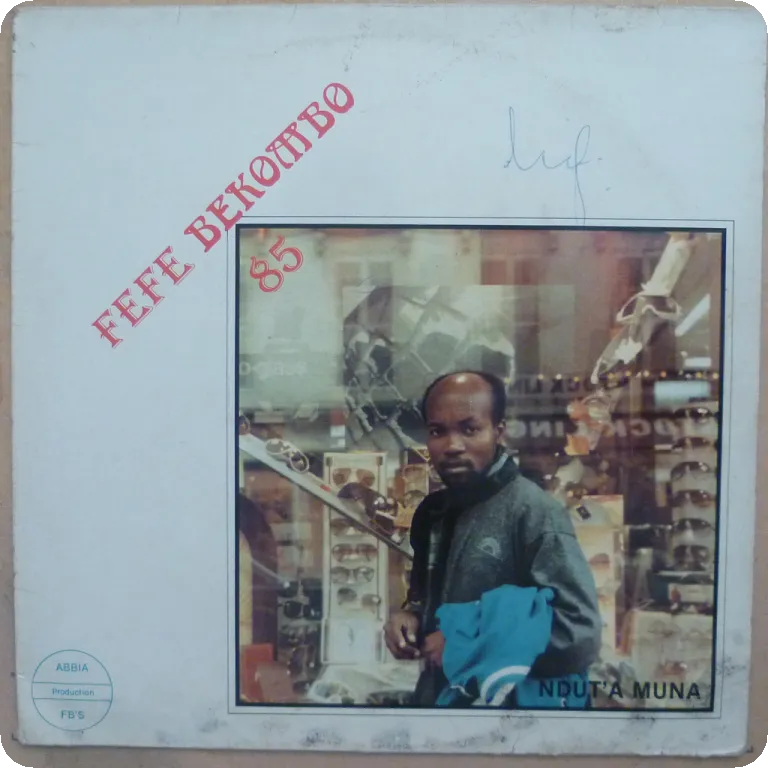 FEFE BEKOMBO
85
NDUT'A MUNA
ABBIA
Production
FB'S